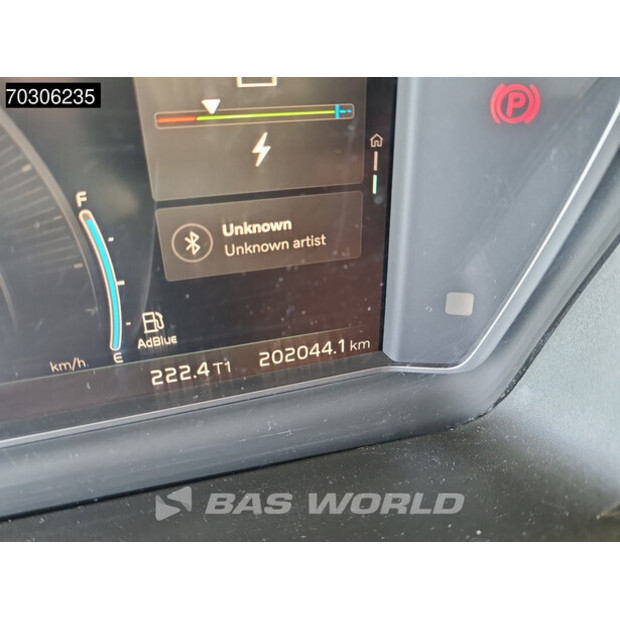 70306235
P
F
Unknown
Unknown artist
AdBlue
km/h
E
222.4 T1 202044.1 km
BAS WORLD